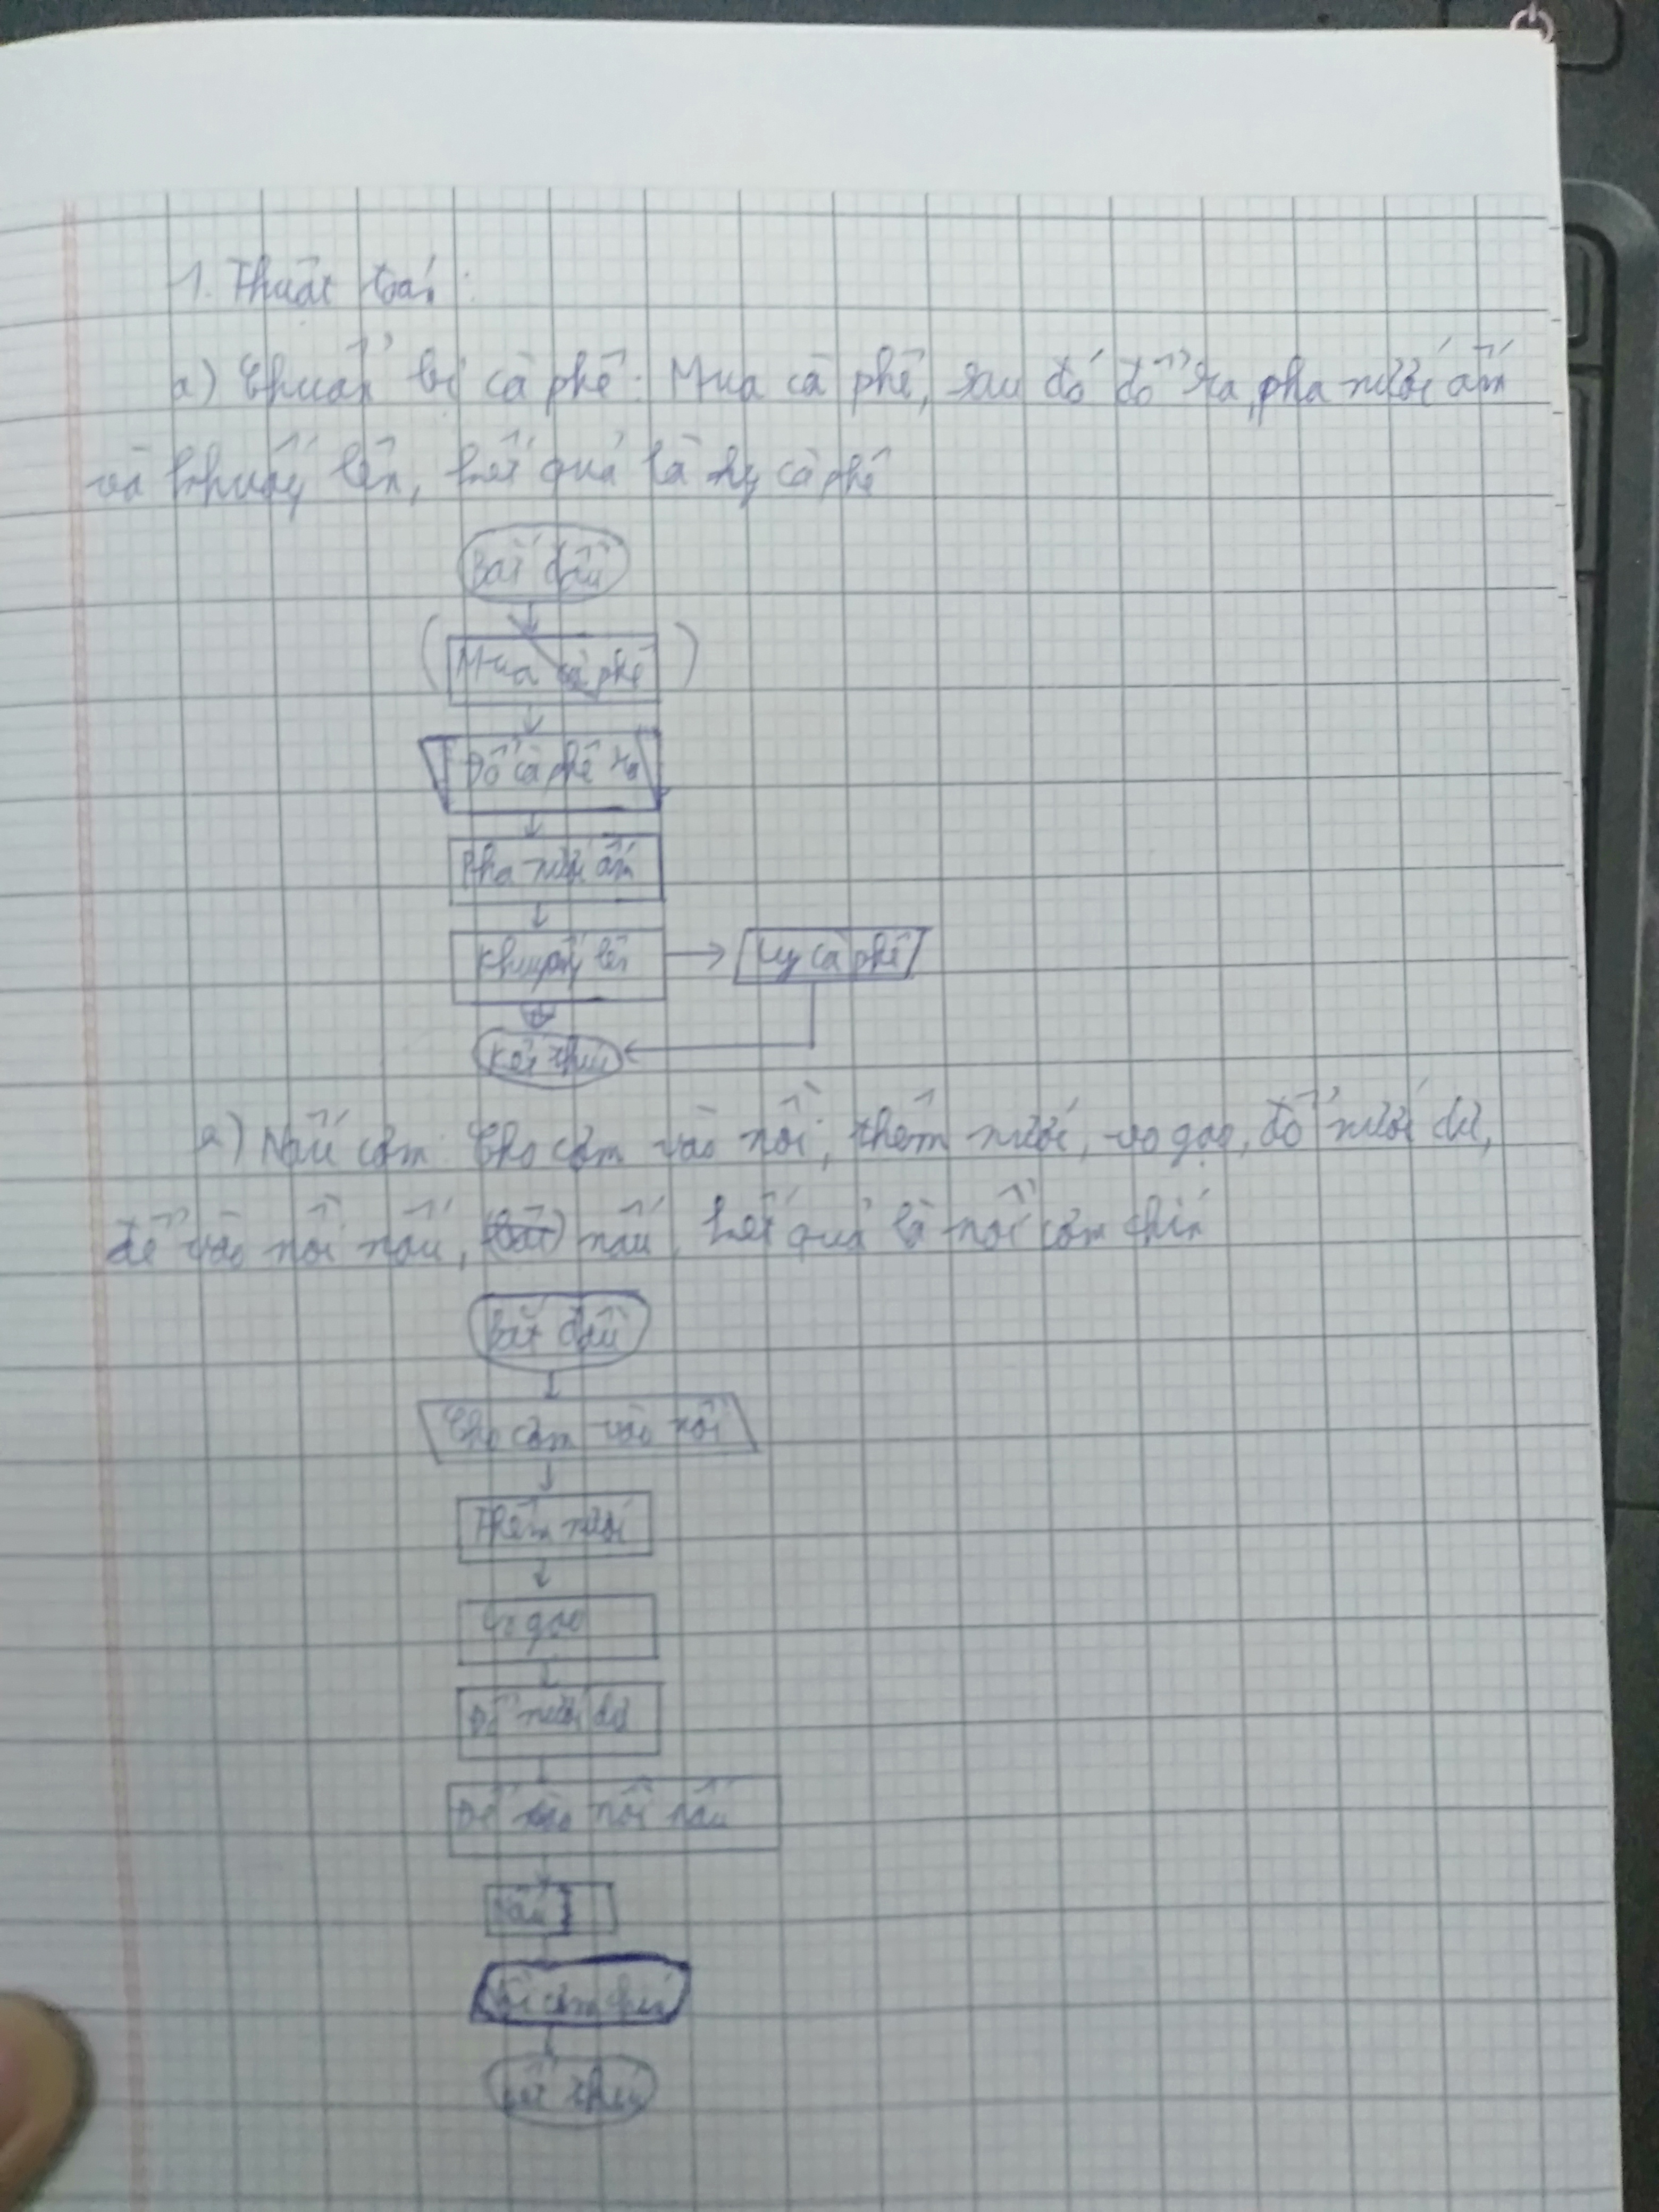 1. Thuật toán:
a) Chuẩn bị cà phê: Mua cà phê, sau đó đổ ra, pha nước ấm
và khuấy lên, kết quả là ly cà phê
Bắt đầu
Mua cà phê
Đổ cà phê ra
Pha nước ấm
Khuấy lên
Ly cà phê
Kết thúc
a) Nấu cơm: Cho cơm vào nồi, thêm nước, vo gạo, đổ nước dư,
để vào nồi nấu, nấu, kết quả là nồi cơm chín
Bắt đầu
Cho cơm vào nồi
Thêm nước
Vo gạo
Đổ nước dư
Để vào nồi nấu
Nấu
Nồi cơm chín
Kết thúc